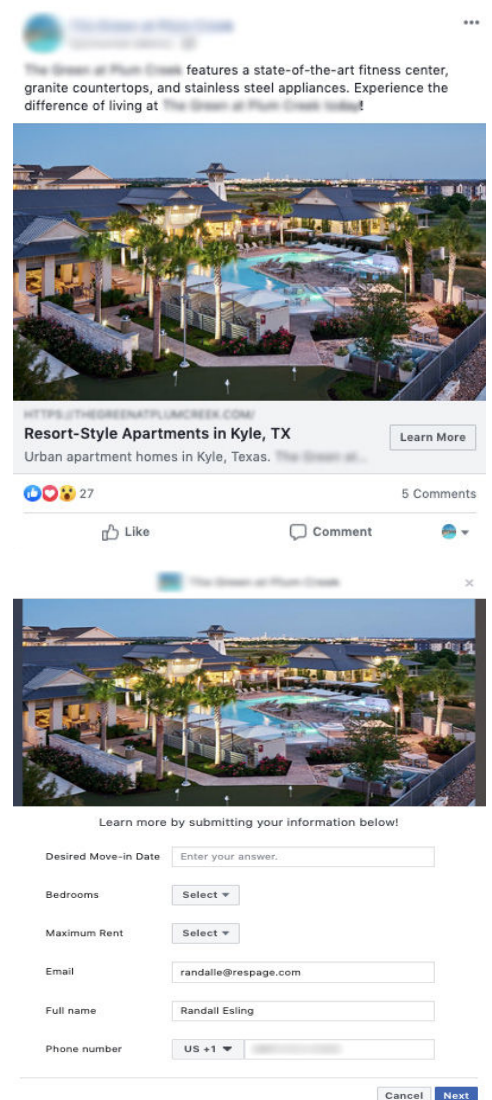 features a state-of-the-art fitness center,
granite countertops, and stainless steel appliances. Experience the
difference of living at
Resort-Style Apartments in Kyle, TX
Learn More
Urban apartment homes in Kyle, Texas.
27
5 Comments
Like
Comment
Learn more by submitting your information below!
Desired Move-in Date Enter your answer.
Bedrooms Select
Maximum Rent Select
Email randalle@respage.com
Full name Randall Esling
Phone number US +1
Cancel Next